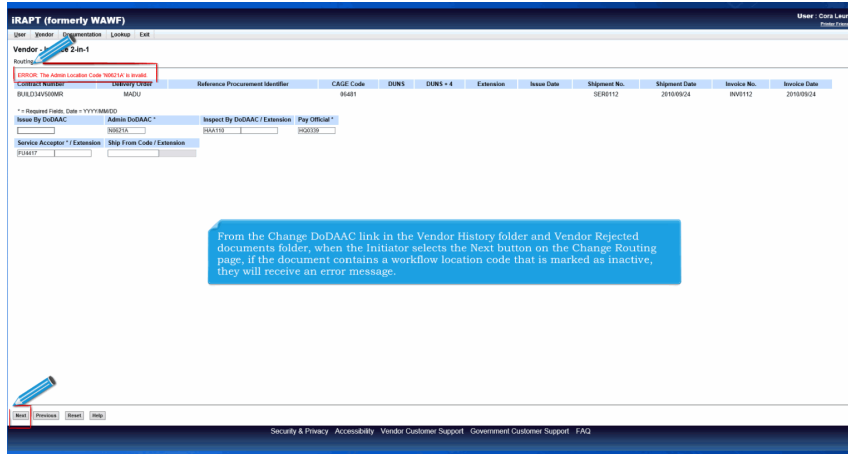 iRAPT (formerly WAWF)
User : Cora Leun
Printer Frien
User Vendor Documentation Lookup Exit
Vendor - 2-in-1
Routing
ERROR: The Admin Location Code 'N0621A' is invalid.
Contract Number Delivery Order Reference Procurement Identifier CAGE Code DUNS DUNS + 4 Extension Issue Date Shipment No. Shipment Date Invoice No. Invoice Date
BUILD34V500MR MADU 06481 SER0112 2010/09/24 INV0112 2010/09/24
* = Required Fields, Date = YYYY/MM/DD
Issue By DoDAAC Admin DoDAAC * Inspect By DoDAAC / Extension Pay Official *
N0621A HAA110 HQ0339
Service Acceptor * / Extension Ship From Code / Extension
FU4417
From the Change DoDAAC link in the Vendor History folder and Vendor Rejected
documents folder, when the Initiator selects the Next button on the Change Routing
page, if the document contains a workflow location code that is marked as inactive,
they will receive an error message.
Next Previous Reset Help
Security & Privacy Accessibility Vendor Customer Support Government Customer Support FAQ